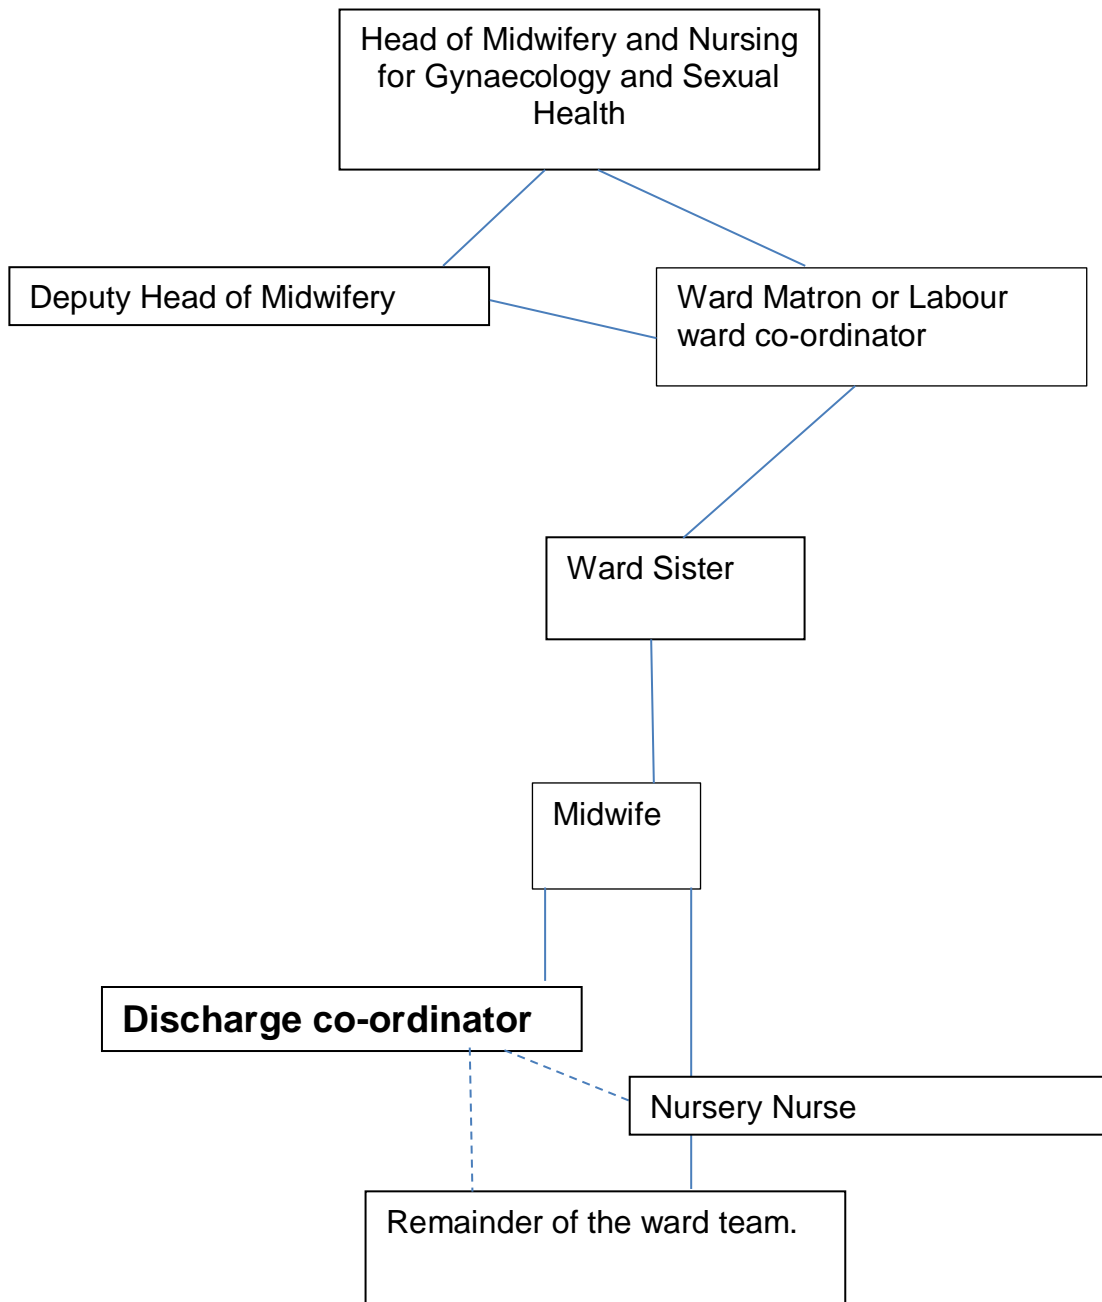 Head of Midwifery and Nursing
for Gynaecology and Sexual
Health
Deputy Head of Midwifery
Ward Matron or Labour
ward co-ordinator
Ward Sister
Midwife
Discharge co-ordinator
Nursery Nurse
Remainder of the ward team.